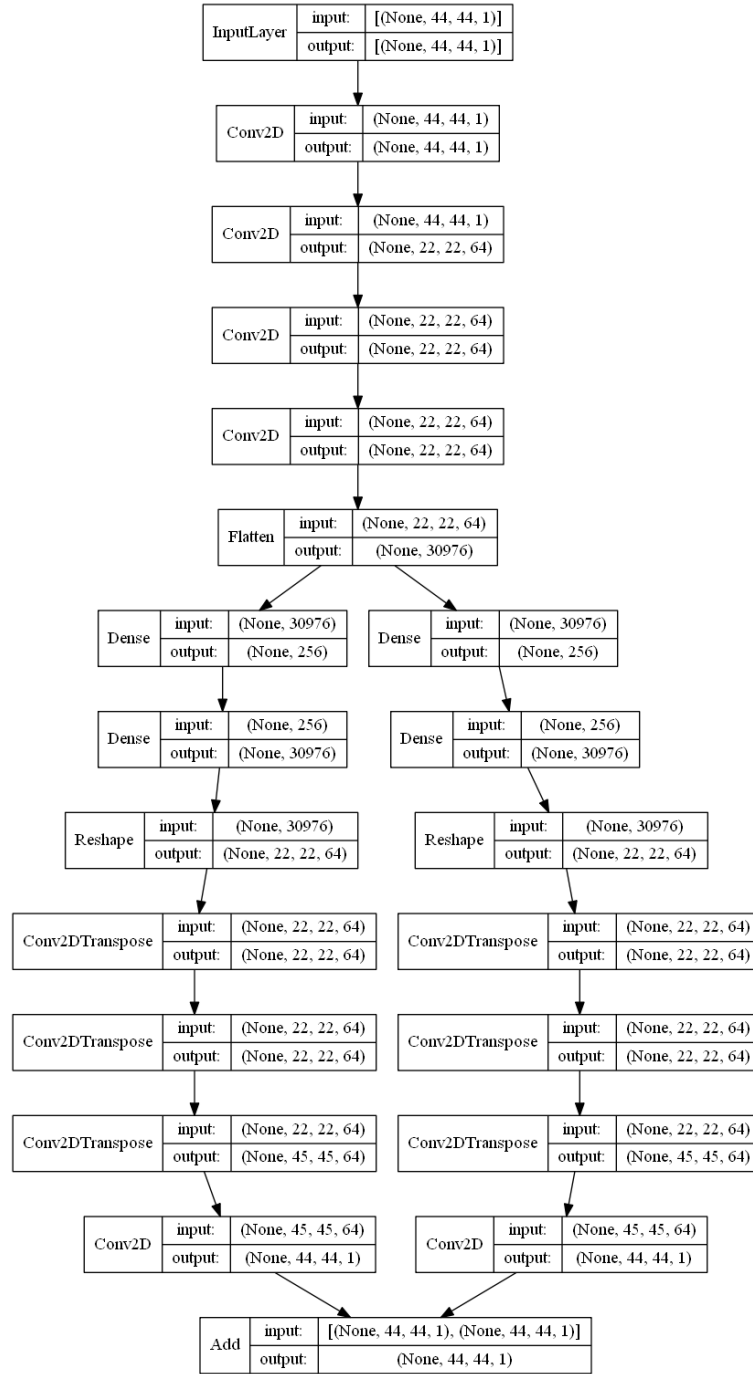 InputLayer
input: [(None, 44, 44, 1)]
output: [(None, 44, 44, 1)]
Conv2D
input: (None, 44, 44, 1)
output: (None, 44, 44, 1)
Conv2D
input: (None, 44, 44, 1)
output: (None, 22, 22, 64)
Conv2D
input: (None, 22, 22, 64)
output: (None, 22, 22, 64)
Conv2D
input: (None, 22, 22, 64)
output: (None, 22, 22, 64)
Flatten
input: (None, 22, 22, 64)
output: (None, 30976)
Dense
input: (None, 30976)
output: (None, 256)
Dense
input: (None, 30976)
output: (None, 256)
Dense
input: (None, 256)
output: (None, 30976)
Dense
input: (None, 256)
output: (None, 30976)
Reshape
input: (None, 30976)
output: (None, 22, 22, 64)
Reshape
input: (None, 30976)
output: (None, 22, 22, 64)
Conv2DTranspose
input: (None, 22, 22, 64)
output: (None, 22, 22, 64)
Conv2DTranspose
input: (None, 22, 22, 64)
output: (None, 22, 22, 64)
Conv2DTranspose
input: (None, 22, 22, 64)
output: (None, 22, 22, 64)
Conv2DTranspose
input: (None, 22, 22, 64)
output: (None, 22, 22, 64)
Conv2DTranspose
input: (None, 22, 22, 64)
output: (None, 45, 45, 64)
Conv2DTranspose
input: (None, 22, 22, 64)
output: (None, 45, 45, 64)
Conv2D
input: (None, 45, 45, 64)
output: (None, 44, 44, 1)
Conv2D
input: (None, 45, 45, 64)
output: (None, 44, 44, 1)
Add
input: [(None, 44, 44, 1), (None, 44, 44, 1)]
output: (None, 44, 44, 1)